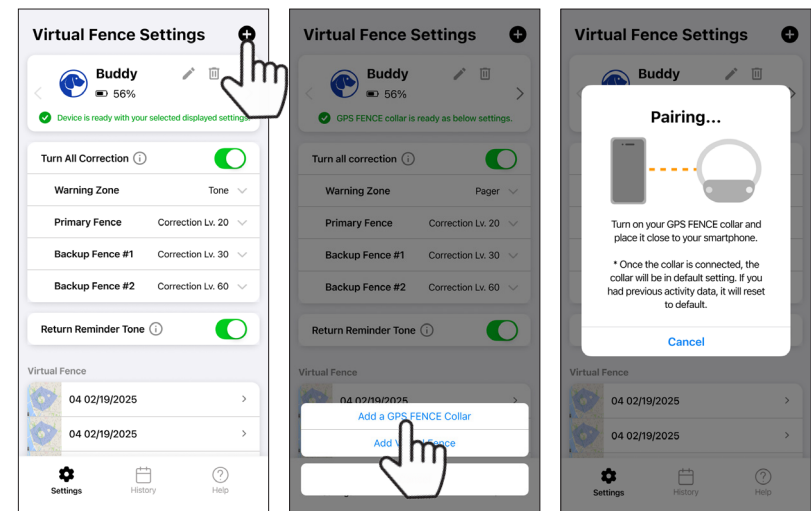 Virtual Fence Settings
Buddy
56%
Device is ready with your selected displayed settings.
Turn All Correction
Warning Zone Tone
Primary Fence Correction Lv. 20
Backup Fence #1 Correction Lv. 30
Backup Fence #2 Correction Lv. 60
Return Reminder Tone
Virtual Fence
04 02/19/2025
04 02/19/2025
Settings History Help
Virtual Fence Settings
Buddy
56%
GPS FENCE collar is ready as below settings.
Turn all correction
Warning Zone Pager
Primary Fence Correction Lv. 20
Backup Fence #1 Correction Lv. 30
Backup Fence #2 Correction Lv. 60
Return Reminder Tone
Virtual Fence
04 02/19/2025
Add a GPS FENCE Collar
Add Fence
Virtual Fence Settings
Buddy
Pairing...
Turn on your GPS FENCE collar and
place it close to your smartphone.
* Once the collar is connected, the
collar will be in default setting. If you
had previous activity data, it will reset
to default.
Cancel
Virtual Fence
04 02/19/2025
04 02/19/2025
Settings History Help